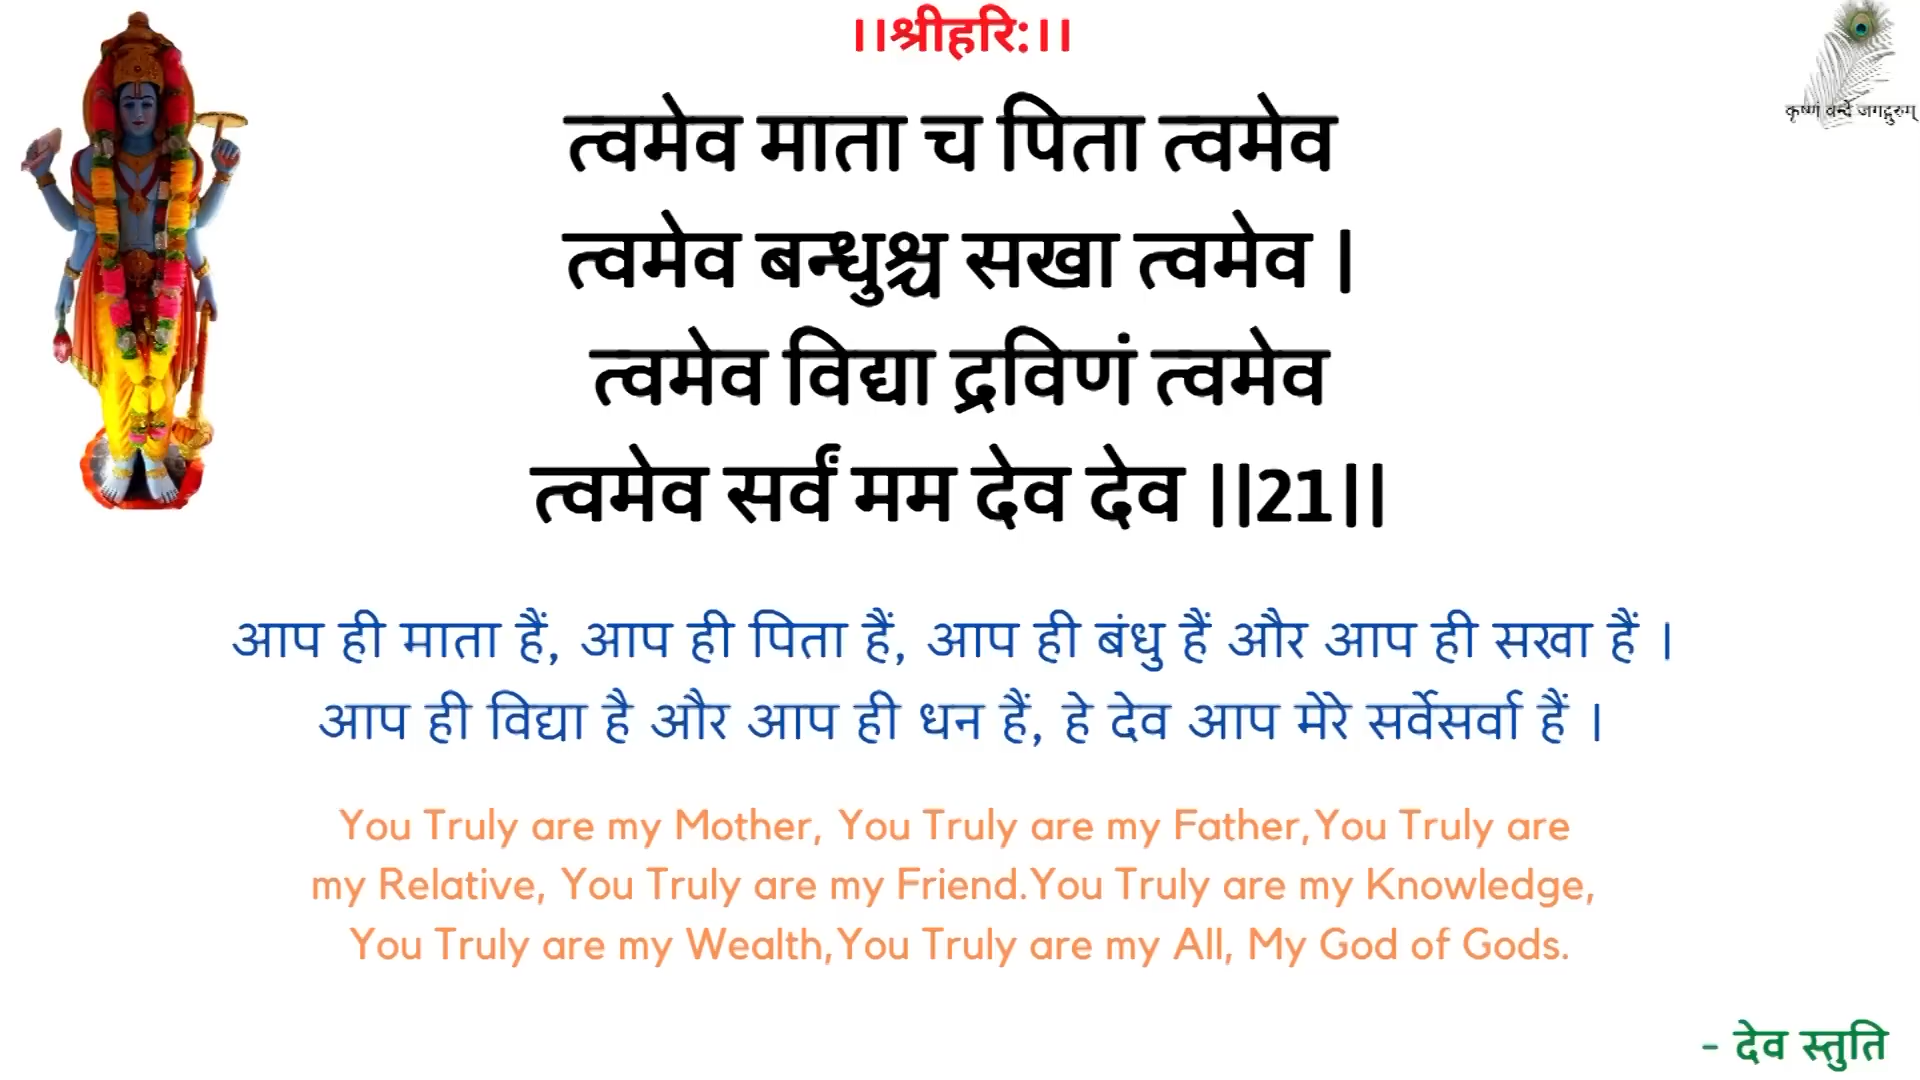 ।।श्रीहरि:।।
कृष्णं वन्दे जगद्गुरुम्
त्वमेव माता च पिता त्वमेव
त्वमेव बन्धुश्च सखा त्वमेव |
त्वमेव विद्या द्रविणं त्वमेव
त्वमेव सर्वं मम देव देव ||21||
आप ही माता हैं, आप ही पिता हैं, आप ही बंधु हैं और आप ही सखा हैं ।
आप ही विद्या है और आप ही धन हैं, हे देव आप मेरे सर्वेसर्वा हैं ।
You Truly are my Mother, You Truly are my Father,You Truly are
my Relative, You Truly are my Friend.You Truly are my Knowledge,
You Truly are my Wealth,You Truly are my All, My God of Gods.
- देव स्तुति